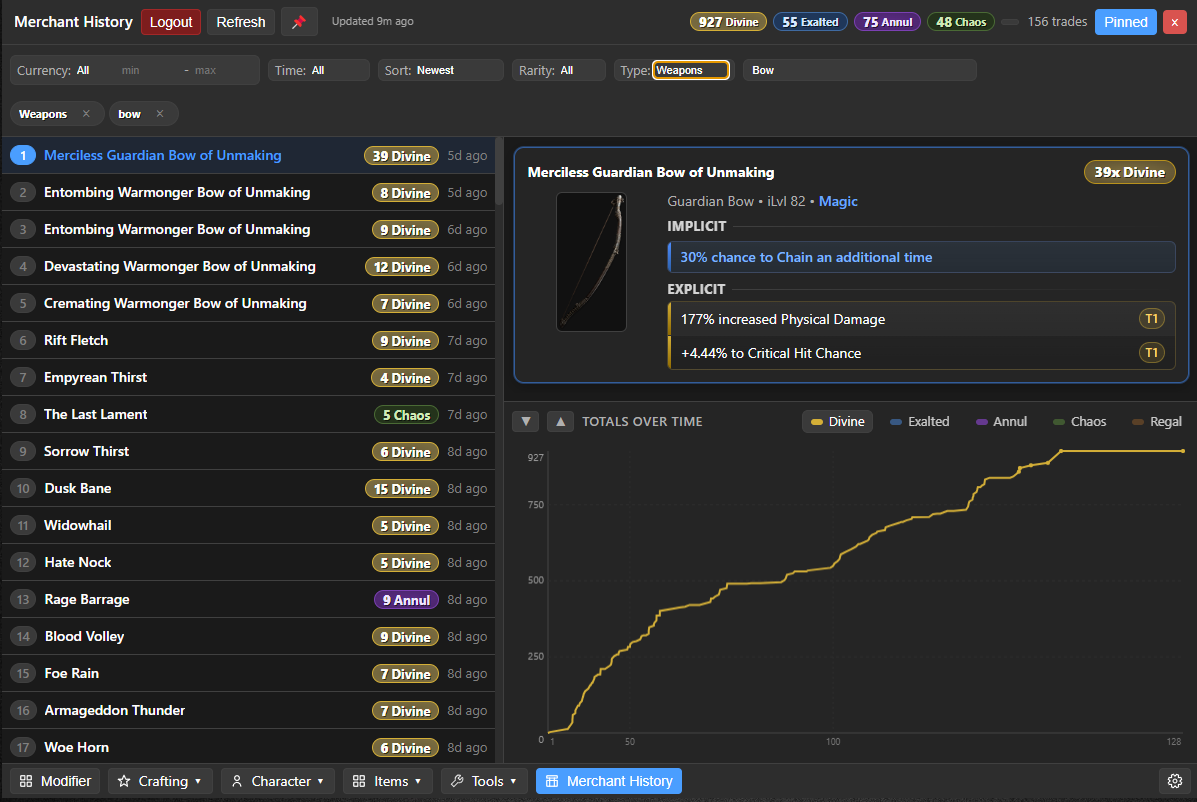 Merchant History Logout Refresh Updated 9m ago 927 Divine 55 Exalted 75 Annul 48 Chaos 156 trades Pinned x
Currency: All min - max Time: All Sort: Newest Rarity: All Type: Weapons Bow
Weapons × bow ×
1 Merciless Guardian Bow of Unmaking 39 Divine 5d ago
2 Entombing Warmonger Bow of Unmaking 8 Divine 5d ago
3 Entombing Warmonger Bow of Unmaking 9 Divine 6d ago
4 Devastating Warmonger Bow of Unmaking 12 Divine 6d ago
5 Cremating Warmonger Bow of Unmaking 7 Divine 6d ago
6 Rift Fletch 9 Divine 7d ago
7 Empyrean Thirst 4 Divine 7d ago
8 The Last Lament 5 Chaos 7d ago
9 Sorrow Thirst 6 Divine 8d ago
10 Dusk Bane 15 Divine 8d ago
11 Widowhail 5 Divine 8d ago
12 Hate Nock 5 Divine 8d ago
13 Rage Barrage 9 Annul 8d ago
14 Blood Volley 9 Divine 8d ago
15 Foe Rain 7 Divine 8d ago
16 Armageddon Thunder 7 Divine 8d ago
17 Woe Horn 6 Divine 8d ago
Merciless Guardian Bow of Unmaking 39x Divine
Guardian Bow • iLvl 82 • Magic
IMPLICIT
30% chance to Chain an additional time
EXPLICIT
177% increased Physical Damage T1
+4.44% to Critical Hit Chance T1
▼ ▲ TOTALS OVER TIME Divine Exalted Annul Chaos Regal
927
750
500
250
0
1 50 100 128
Modifier Crafting ▾ Character ▾ Items ▾ Tools ▾ Merchant History